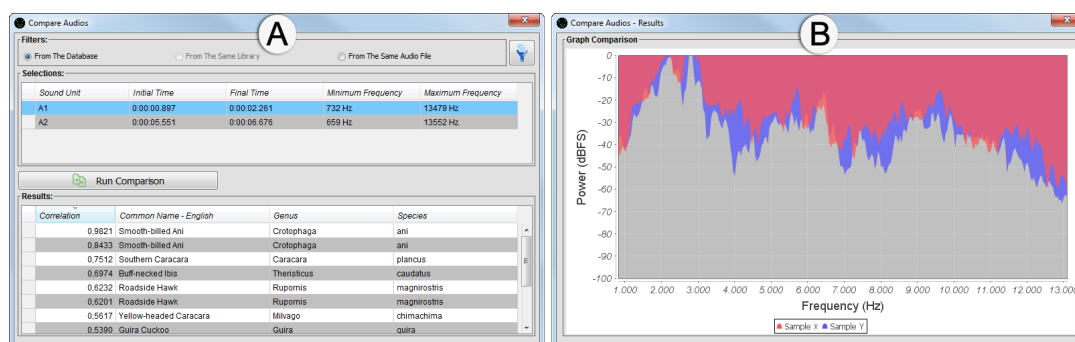 Compare Audios
A
Filters:
From The Database From The Same Library From The Same Audio File
Selections:
Sound Unit Initial Time Final Time Minimum Frequency Maximum Frequency
A1 0:00:00.897 0:00:02.261 732 Hz 13479 Hz
A2 0:00:05.551 0:00:06.676 659 Hz 13552 Hz
Run Comparison
Results:
Correlation Common Name - English Genus Species
0,9821 Smooth-billed Ani Crotophaga ani
0,8433 Smooth-billed Ani Crotophaga ani
0,7512 Southern Caracara Caracara plancus
0,6974 Buff-necked Ibis Theristicus caudatus
0,6232 Roadside Hawk Rupornis magnirostris
0,6201 Roadside Hawk Rupornis magnirostris
0,5617 Yellow-headed Caracara Milvago chimachima
0,5390 Guira Cuckoo Guira guira
Compare Audios - Results
B
Graph Comparison
Power (dBFS)
0
-10
-20
-30
-40
-50
-60
-70
-80
-90
-100
1.000 2.000 3.000 4.000 5.000 6.000 7.000 8.000 9.000 10.000 11.000 12.000 13.000
Frequency (Hz)
Sample X Sample Y